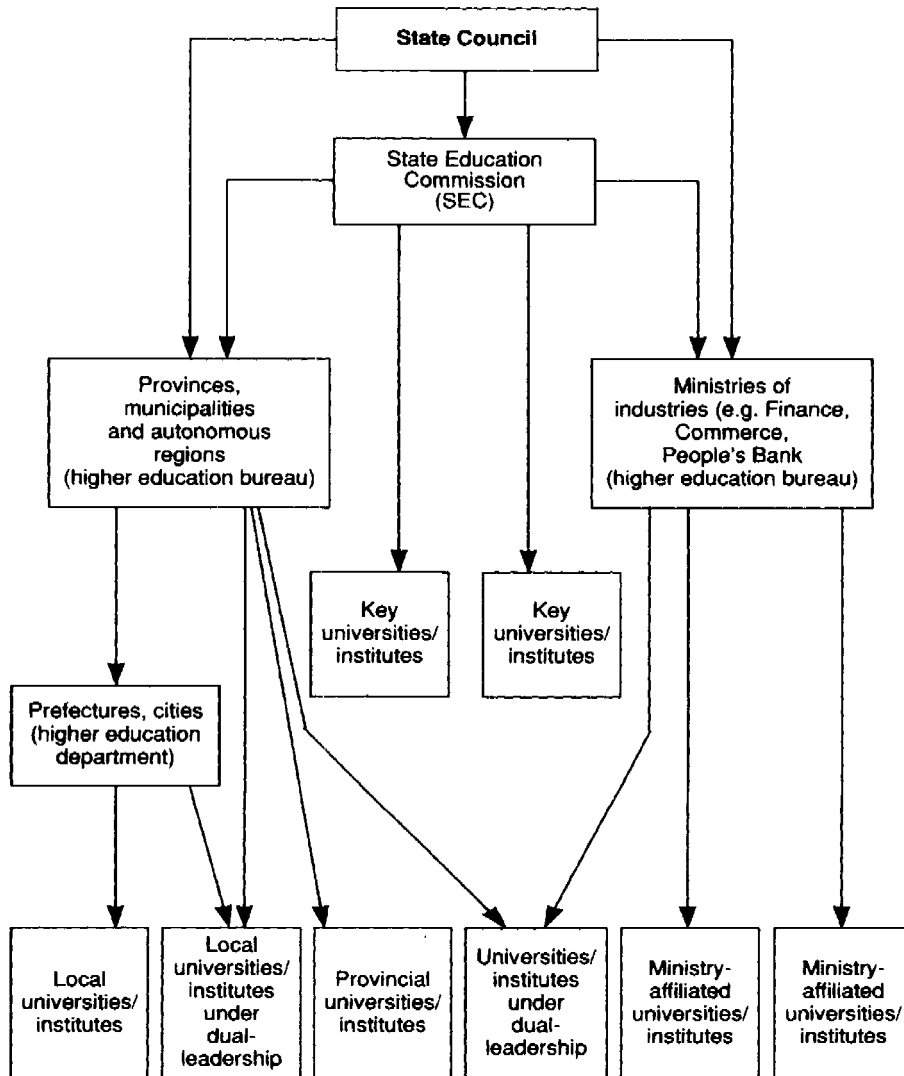 State Council
State Education
Commission
(SEC)
Provinces,
municipalities
and autonomous
regions
(higher education bureau)
Ministries of
industries (e.g. Finance,
Commerce,
People's Bank
(higher education bureau)
Key
universities/
institutes
Key
universities/
institutes
Prefectures, cities
(higher education
department)
Local
universities/
institutes
Local
universities/
institutes
under
dual-
leadership
Provincial
universities/
institutes
Universities/
institutes
under
dual-
leadership
Ministry-
affiliated
universities/
institutes
Ministry-
affiliated
universities/
institutes